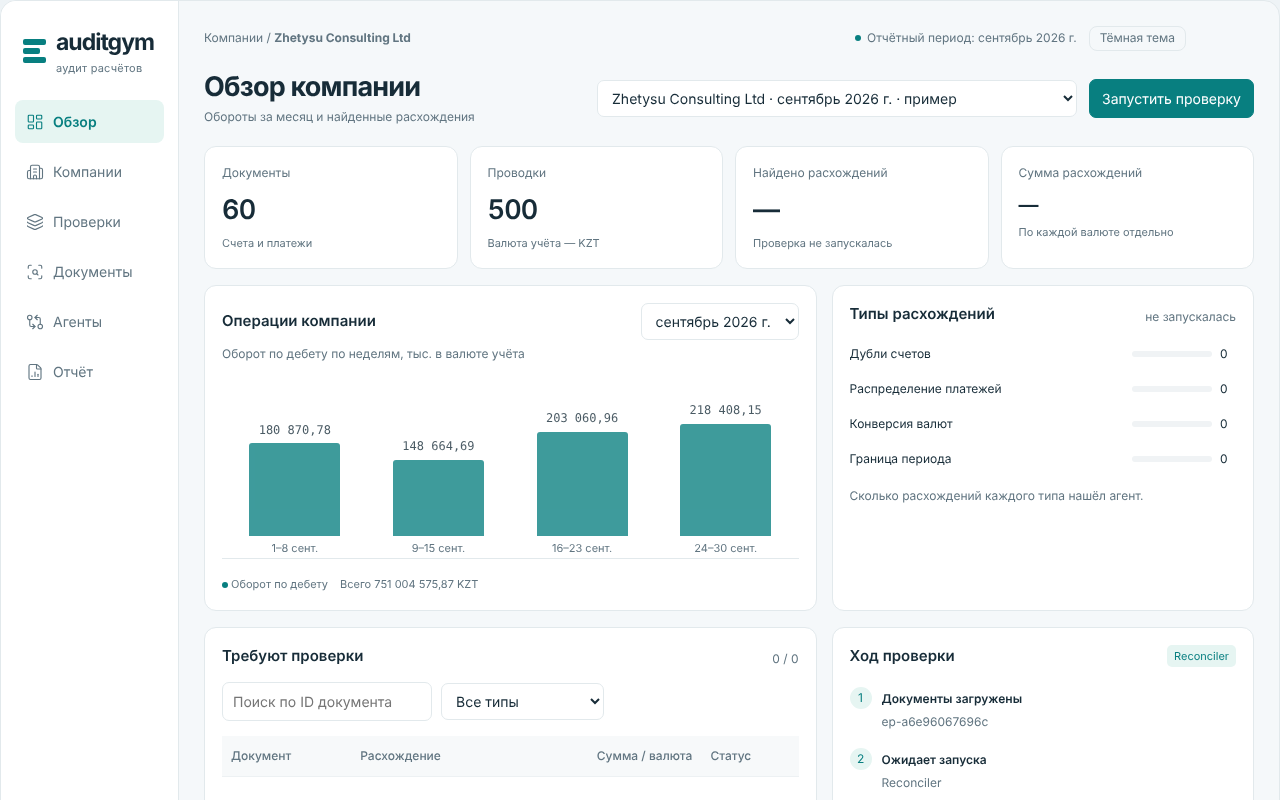 auditgym
аудит расчётов
Обзор
Компании
Проверки
Документы
Агенты
Отчёт
Компании / Zhetysu Consulting Ltd
Отчётный период: сентябрь 2026 г.
Тёмная тема
Обзор компании
Обороты за месяц и найденные расхождения
Zhetysu Consulting Ltd · сентябрь 2026 г. · пример
Запустить проверку
Документы
60
Счета и платежи
Проводки
500
Валюта учёта — KZT
Найдено расхождений
—
Проверка не запускалась
Сумма расхождений
—
По каждой валюте отдельно
Операции компании
сентябрь 2026 г.
Оборот по дебету по неделям, тыс. в валюте учёта
180 870,78
148 664,69
203 060,96
218 408,15
1–8 сент.
9–15 сент.
16–23 сент.
24–30 сент.
Оборот по дебету Всего 751 004 575,87 KZT
Типы расхождений
не запускалась
Дубли счетов 0
Распределение платежей 0
Конверсия валют 0
Граница периода 0
Сколько расхождений каждого типа нашёл агент.
Требуют проверки
0 / 0
Поиск по ID документа
Все типы
Документ Расхождение Сумма / валюта Статус
Ход проверки
Reconciler
1 Документы загружены
ep-a6e96067696c
2 Ожидает запуска
Reconciler